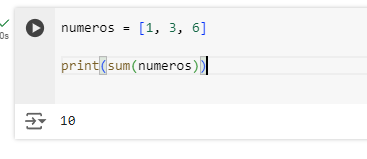 numeros = [1, 3, 6]
print(sum(numeros))
0s
10